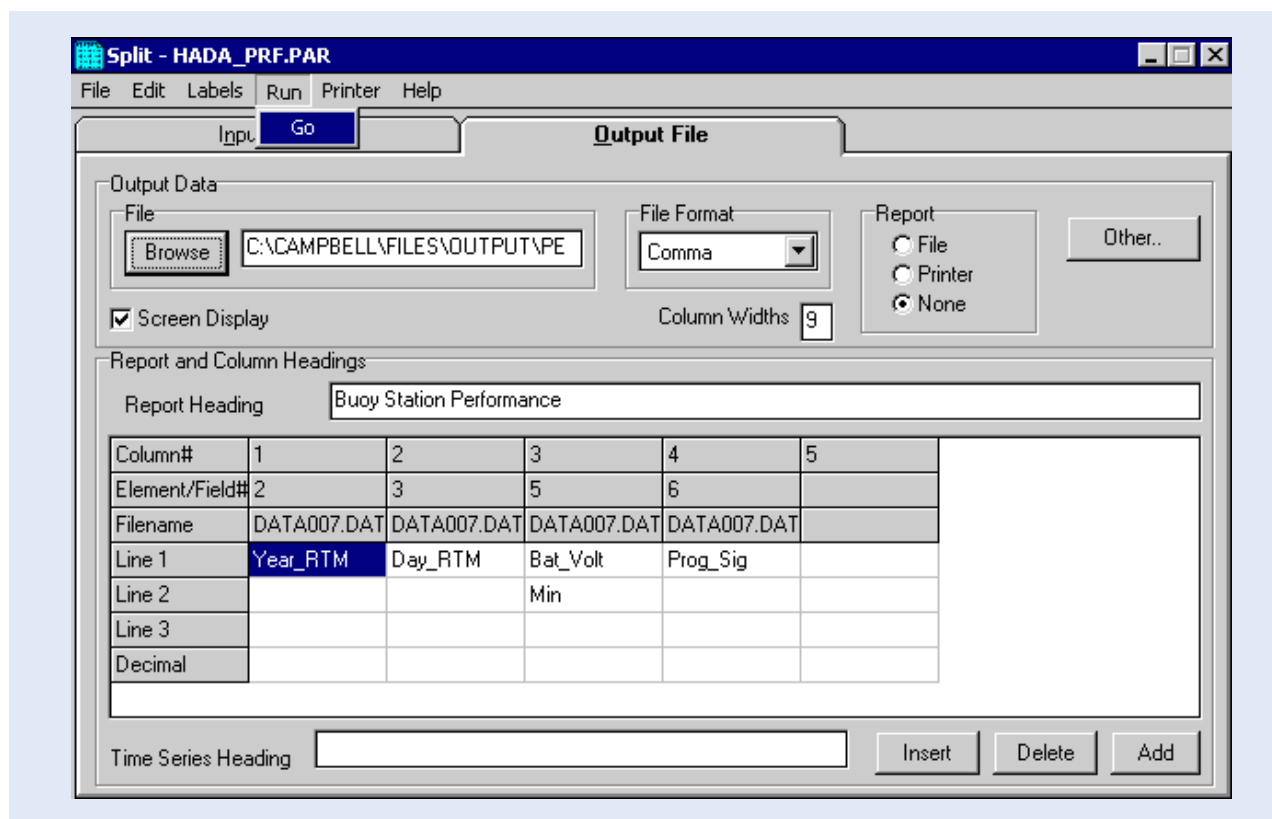 Split - HADA_PRF.PAR
File Edit Labels Run Printer Help
Go
Output File
Output Data
File
Browse
C:\CAMPBELL\FILES\OUTPUT\PE
File Format
Comma
Report
File
Printer
None
Other..
Screen Display
Column Widths 9
Report and Column Headings
Report Heading Buoy Station Performance
Column# 1 2 3 4 5
Element/Field# 2 3 5 6
Filename DATA007.DAT DATA007.DAT DATA007.DAT DATA007.DAT
Line 1 Year_RTM Day_RTM Bat_Volt Prog_Sig
Line 2 Min
Line 3
Decimal
Time Series Heading
Insert Delete Add